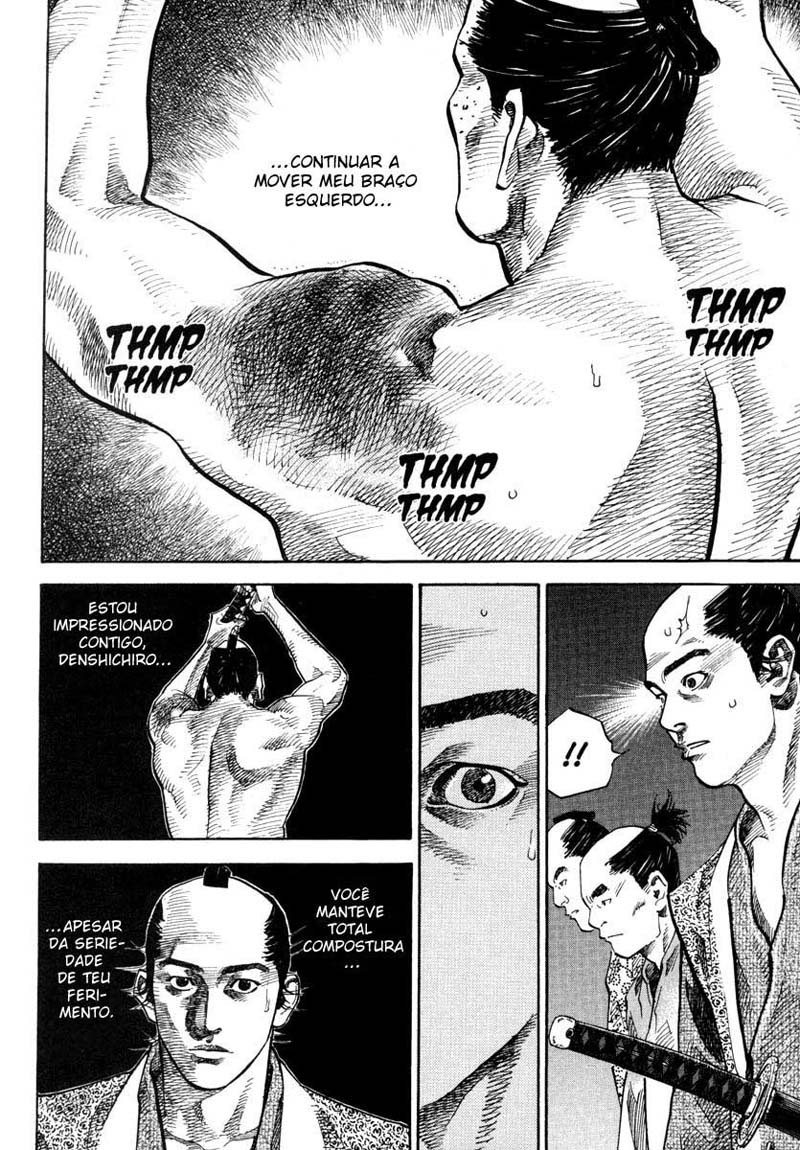 ...CONTINUAR A
MOVER MEU BRAÇO
ESQUERDO...
THMP
THMP
THMP
THMP
THMP
THMP
!!
ESTOU
IMPRESSIONADO
CONTIGO,
DENSHICHIRO...
VOCÊ
MANTEVE
TOTAL
COMPOSTURA
...
...APESAR
DA SERIE-
DADE
DE TEU
FERI-
MENTO.